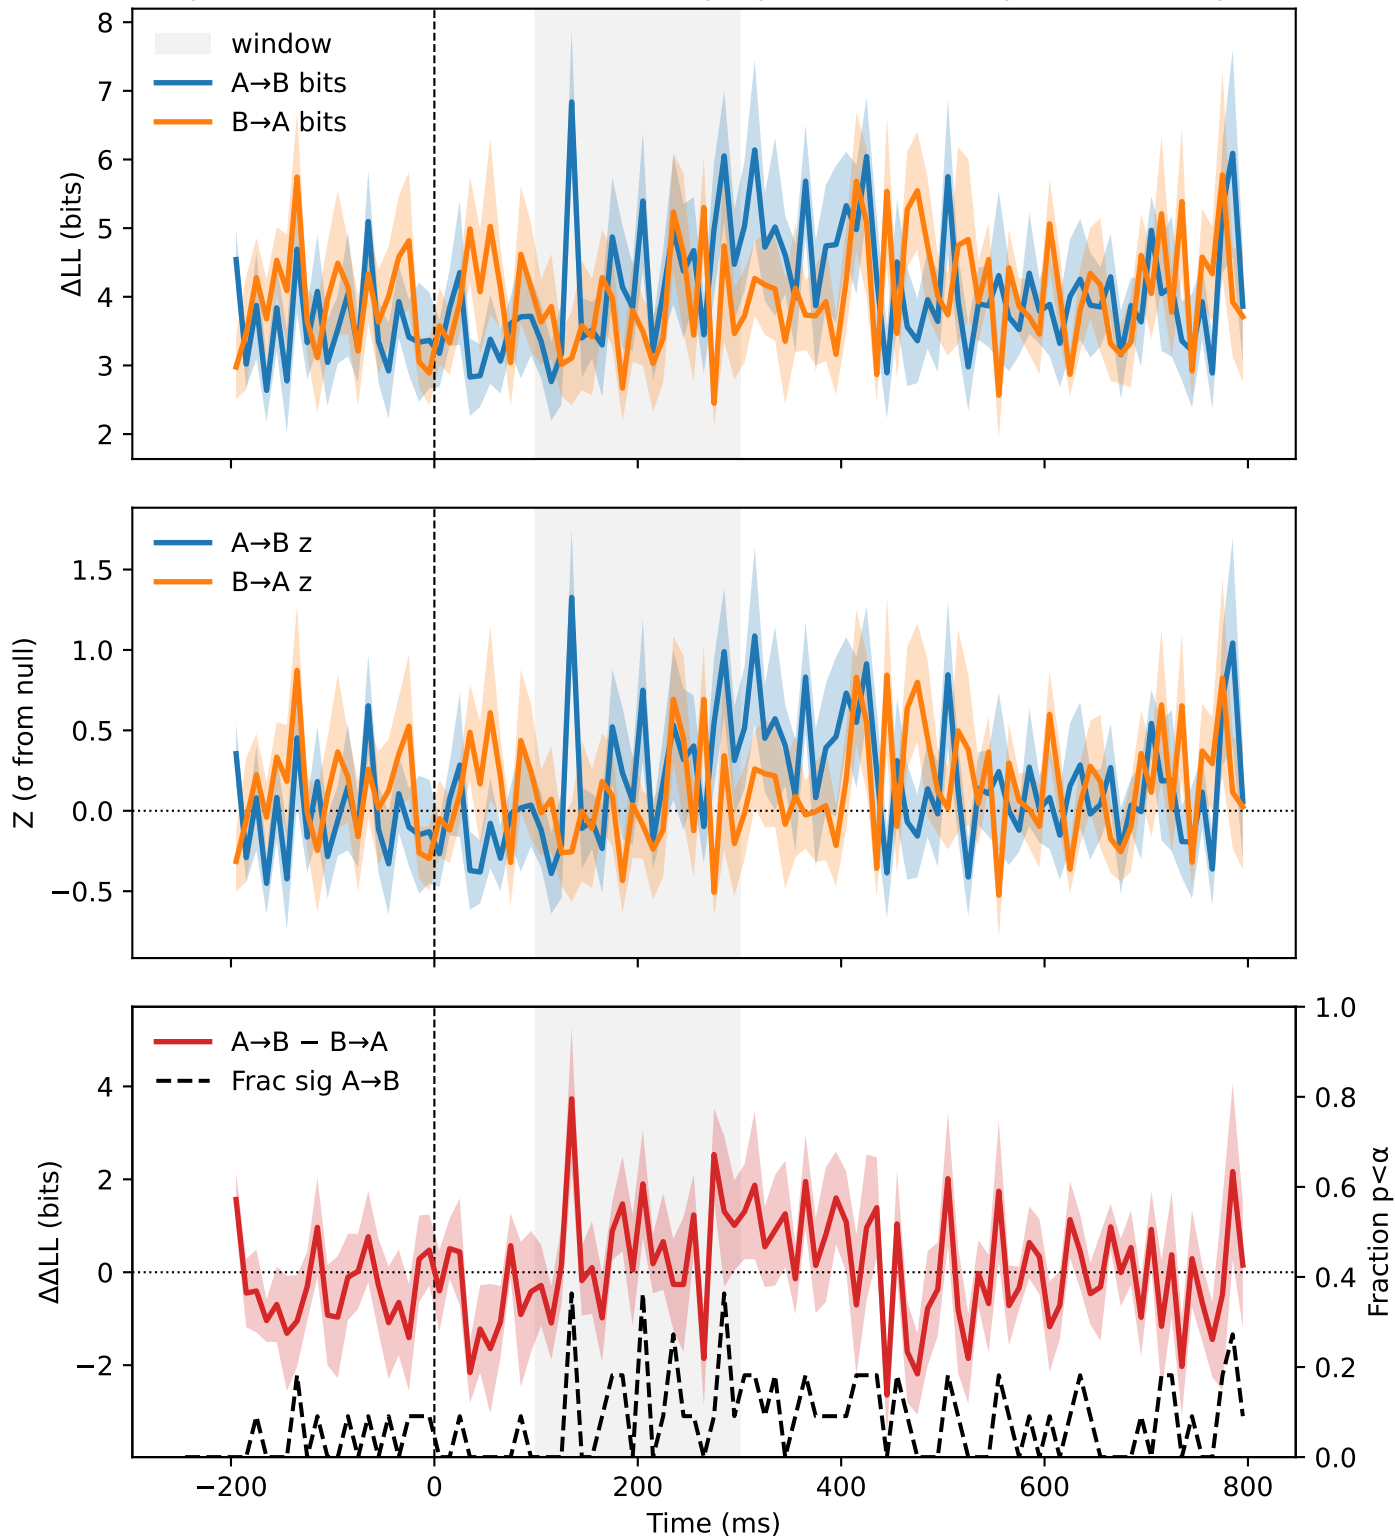 8
7
6
5
4
3
2
ΔLL (bits)
window
A→B bits
B→A bits
1.5
1.0
0.5
0.0
−0.5
Z (σ from null)
A→B z
B→A z
4
2
0
−2
ΔΔLL (bits)
A→B − B→A
Frac sig A→B
1.0
0.8
0.6
0.4
0.2
0.0
Fraction p<α
−200 0 200 400 600 800
Time (ms)